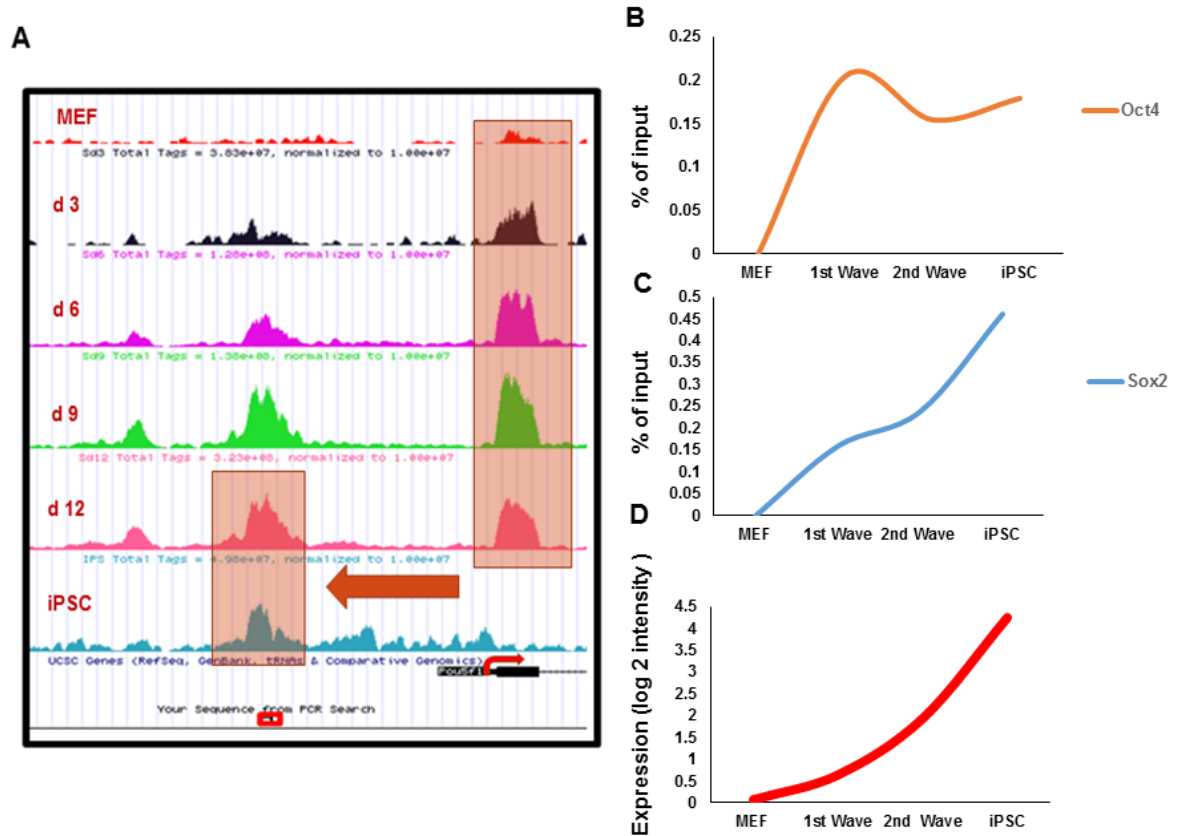 A
MEF
Sd3 Total Tags = 3.83e+07, normalized to 1.00e+07
d 3
Sd6 Total Tags = 1.28e+08, normalized to 1.00e+07
d 6
Sd9 Total Tags = 1.38e+08, normalized to 1.00e+07
d 9
Sd12 Total Tags = 3.23e+08, normalized to 1.00e+07
d 12
IPS Total Tags = 4.98e+07, normalized to 1.00e+07
iPSC
UCSC Genes (RefSeq, GenBank, tRNAs & Comparative Genomics)
Pou5f1
Your Sequence from PCR Search
B
% of input
0.25
0.2
0.15
0.1
0.05
0
MEF 1st Wave 2nd Wave iPSC
Oct4
C
% of input
0.5
0.45
0.4
0.35
0.3
0.25
0.2
0.15
0.1
0.05
0
MEF 1st Wave 2nd Wave iPSC
Sox2
D
Expression (log 2 intensity )
4.5
4
3.5
3
2.5
2
1.5
1
0.5
0
MEF 1st Wave 2nd Wave iPSC